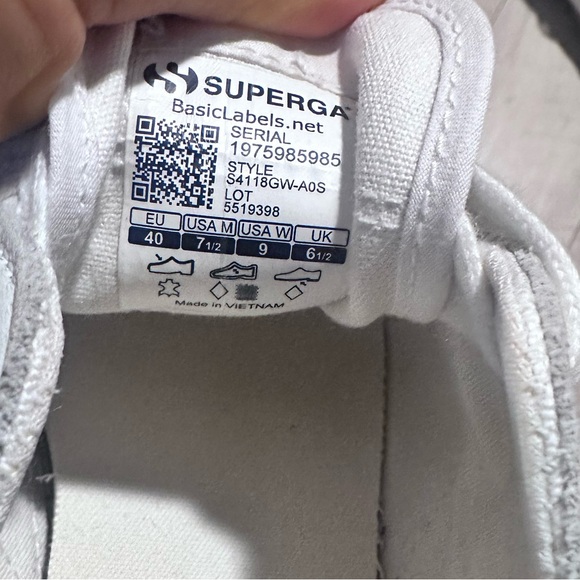 SUPERGA
BasicLabels.net
SERIAL
1975985985
STYLE
S4118GW-A0S
LOT
5519398
EU USA M USA W UK
40 7 1/2 9 6 1/2
Made in VIETNAM